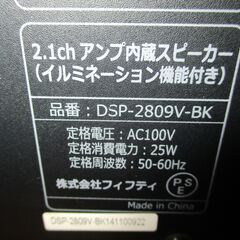 2.1ch アンプ内蔵スピーカー
(イルミネーション機能付き)
品番：DSP-2809V-BK
定格電圧：AC100V
定格消費電力：25W
定格周波数：50-60Hz
株式会社フィフティ
PSE
Made in China
DSP-2809V-BK141100922